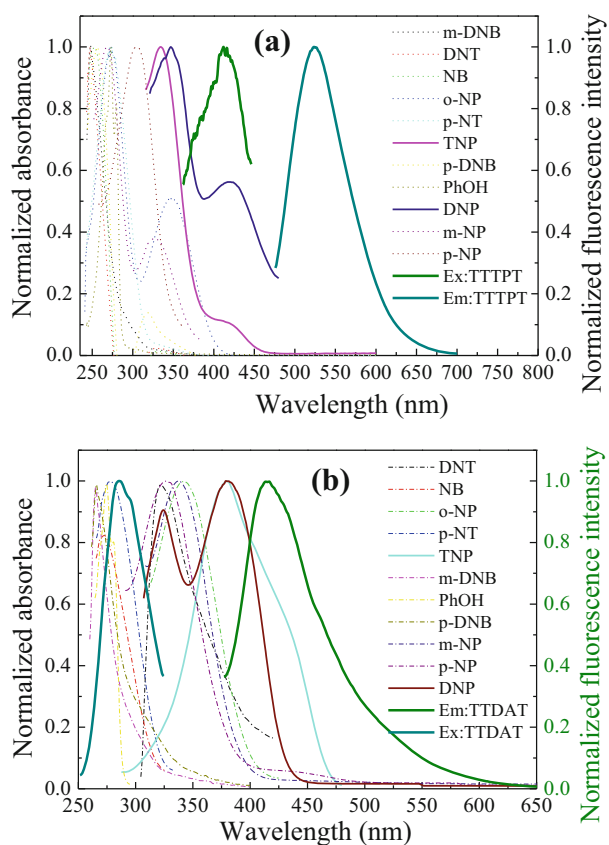 (a)
Normalized absorbance
1.0
0.8
0.6
0.4
0.2
0.0
m-DNB
DNT
NB
o-NP
p-NT
TNP
p-DNB
PhOH
DNP
m-NP
p-NP
Ex:TTTPT
Em:TTTPT
1.0
0.8
0.6
0.4
0.2
0.0
Normalized fluorescence intensity
250 300 350 400 450 500 550 600 650 700 750 800
Wavelength (nm)
(b)
Normalized absorbance
1.0
0.8
0.6
0.4
0.2
0.0
DNT
NB
o-NP
p-NT
TNP
m-DNB
PhOH
p-DNB
m-NP
p-NP
DNP
Em:TTDAT
Ex:TTDAT
1.0
0.8
0.6
0.4
0.2
0.0
Normalized fluorescence intensity
250 300 350 400 450 500 550 600 650
Wavelength (nm)